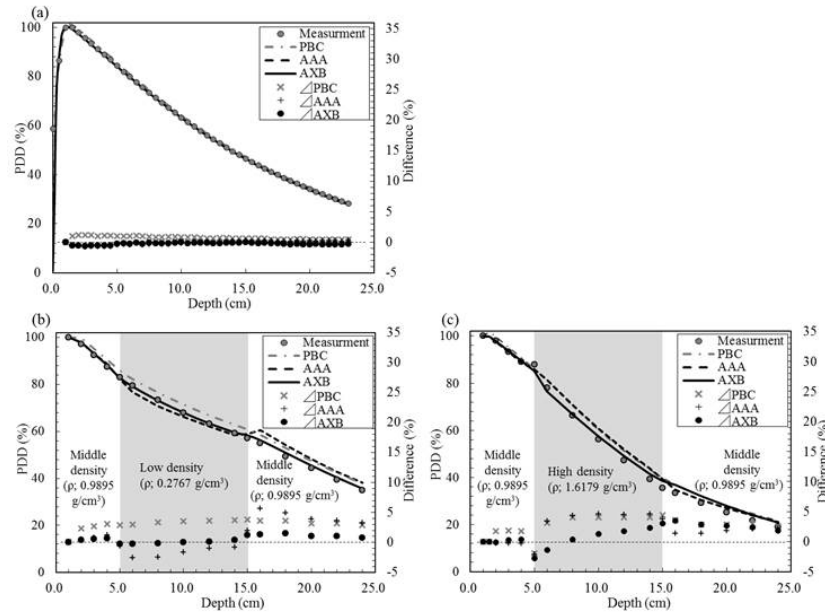 (a)
100
80
60
40
20
0
PDD (%)
35
30
25
20
15
10
5
0
-5
Difference (%)
Measurment
PBC
AAA
AXB
⊿PBC
⊿AAA
⊿AXB
0.0 5.0 10.0 15.0 20.0 25.0
Depth (cm)
(b)
100
80
60
40
20
0
PDD (%)
35
30
25
20
15
10
5
0
-5
Difference (%)
Measurment
PBC
AAA
AXB
⊿PBC
⊿AAA
⊿AXB
Middle
density
(ρ; 0.9895
g/cm³)
Low density
(ρ; 0.2767 g/cm³)
Middle
density
(ρ; 0.9895
g/cm³)
0.0 5.0 10.0 15.0 20.0 25.0
Depth (cm)
(c)
100
80
60
40
20
0
PDD (%)
35
30
25
20
15
10
5
0
-5
Difference (%)
Measurment
PBC
AAA
AXB
⊿PBC
⊿AAA
⊿AXB
Middle
density
(ρ; 0.9895
g/cm³)
High density
(ρ; 1.6179 g/cm³)
Middle
density
(ρ; 0.9895
g/cm³)
0.0 5.0 10.0 15.0 20.0 25.0
Depth (cm)